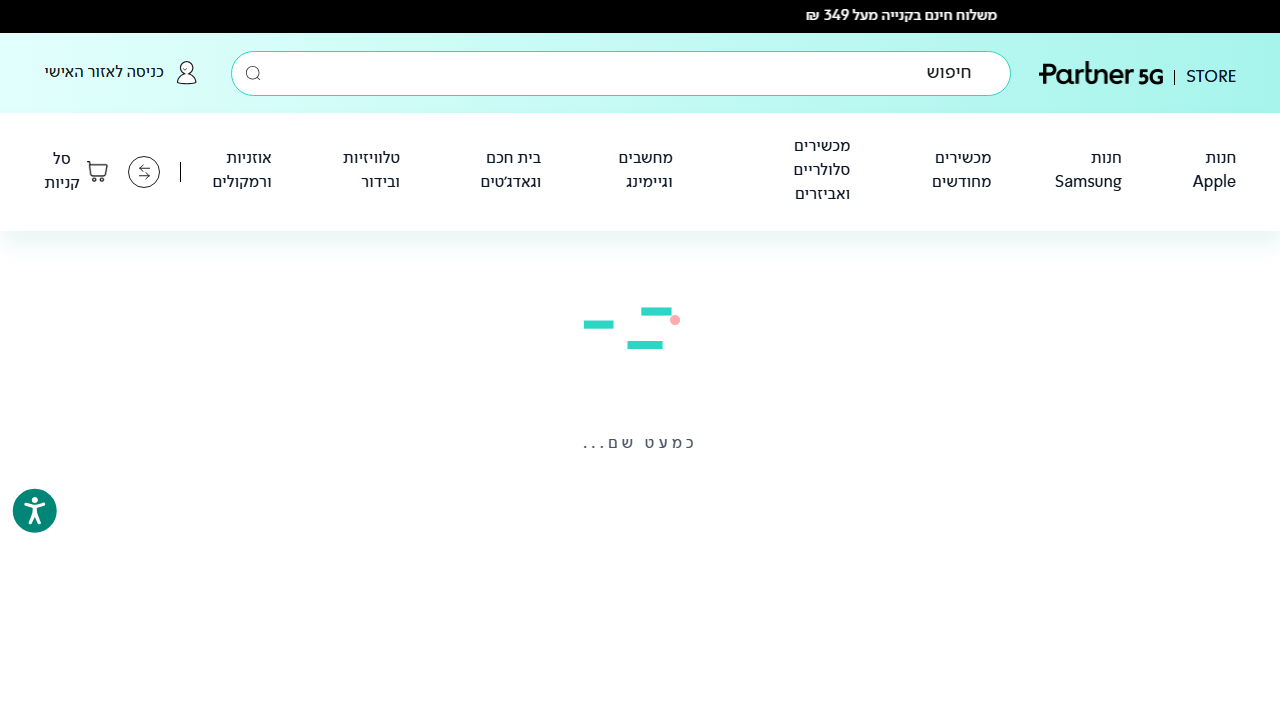 משלוח חינם בקנייה מעל 349 ₪
Partner 5G | STORE
חיפוש
כניסה לאזור האישי
חנות
Apple
חנות
Samsung
מכשירים
מחודשים
מכשירים
סלולריים
ואביזרים
מחשבים
וגיימינג
בית חכם
וגאדג'טים
טלוויזיות
ובידור
אוזניות
ורמקולים
סל
קניות
כמעט שם...